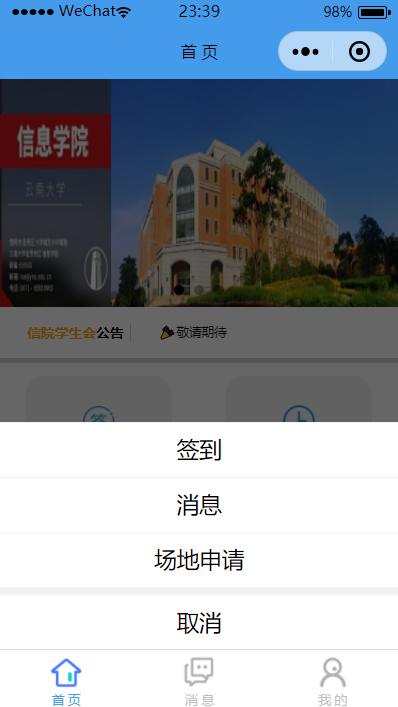 WeChat 23:39 98%
首 页
信息学院
云南大学
信院学生会公告 敬请期待
签
签到
消息
场地申请
取消
首 页 消 息 我 的